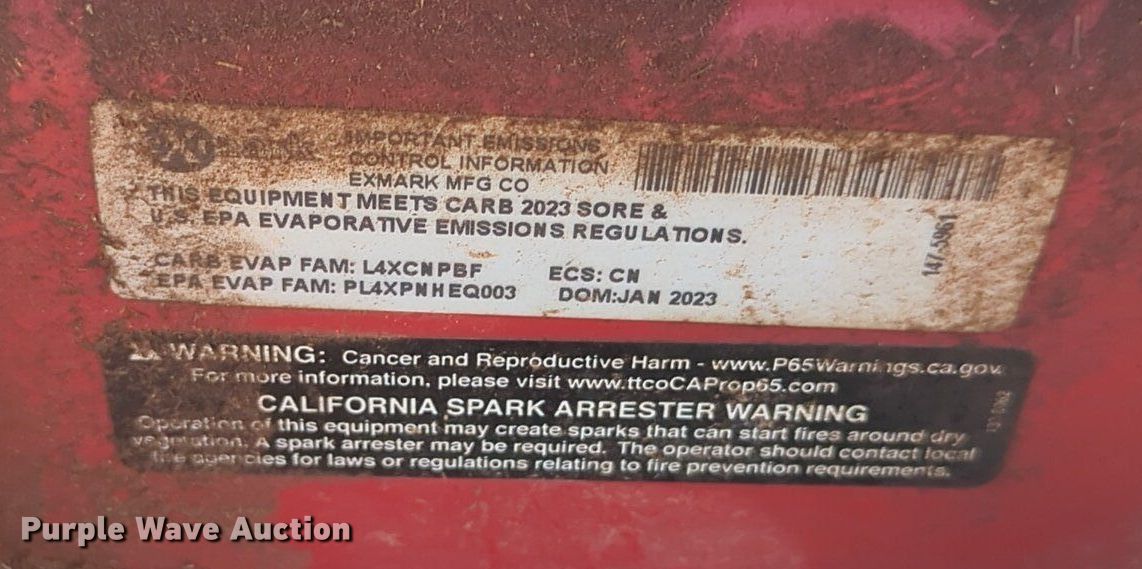 exmark
IMPORTANT EMISSIONS
CONTROL INFORMATION
EXMARK MFG CO
THIS EQUIPMENT MEETS CARB 2023 SORE &
U.S. EPA EVAPORATIVE EMISSIONS REGULATIONS.
CARB EVAP FAM: L4XCNPBF ECS: CN
EPA EVAP FAM: PL4XPNHEQ003 DOM:JAN 2023
WARNING: Cancer and Reproductive Harm - www.P65Warnings.ca.gov
For more information, please visit www.ttcoCAProp65.com
CALIFORNIA SPARK ARRESTER WARNING
Operation of this equipment may create sparks that can start fires around dry
vegetation. A spark arrester may be required. The operator should contact local
fire agencies for laws or regulations relating to fire prevention requirements.
Purple Wave Auction